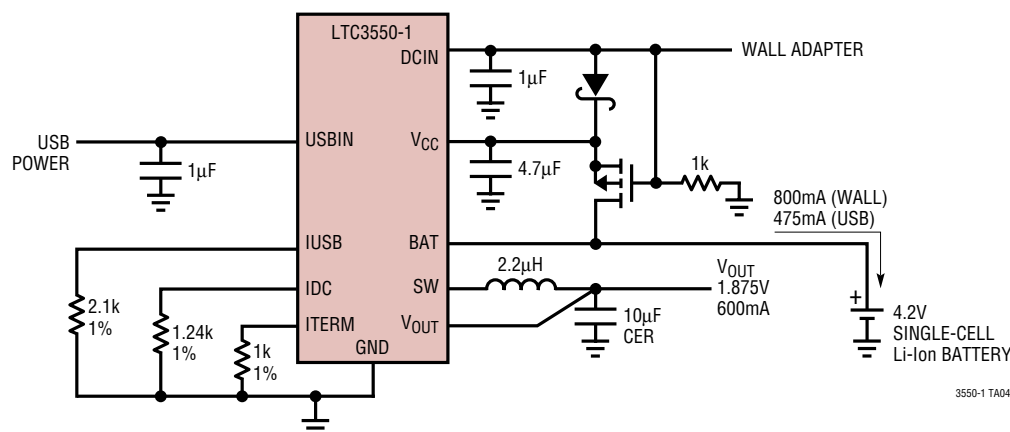 LTC3550-1
DCIN
WALL ADAPTER
1μF
USB
POWER
USBIN
VCC
1μF
4.7μF
1k
800mA (WALL)
475mA (USB)
IUSB
BAT
2.2μH
VOUT
1.875V
600mA
IDC
SW
2.1k
1%
1.24k
1%
ITERM
VOUT
10μF
CER
+
4.2V
SINGLE-CELL
Li-Ion BATTERY
1k
1%
GND
3550-1 TA04